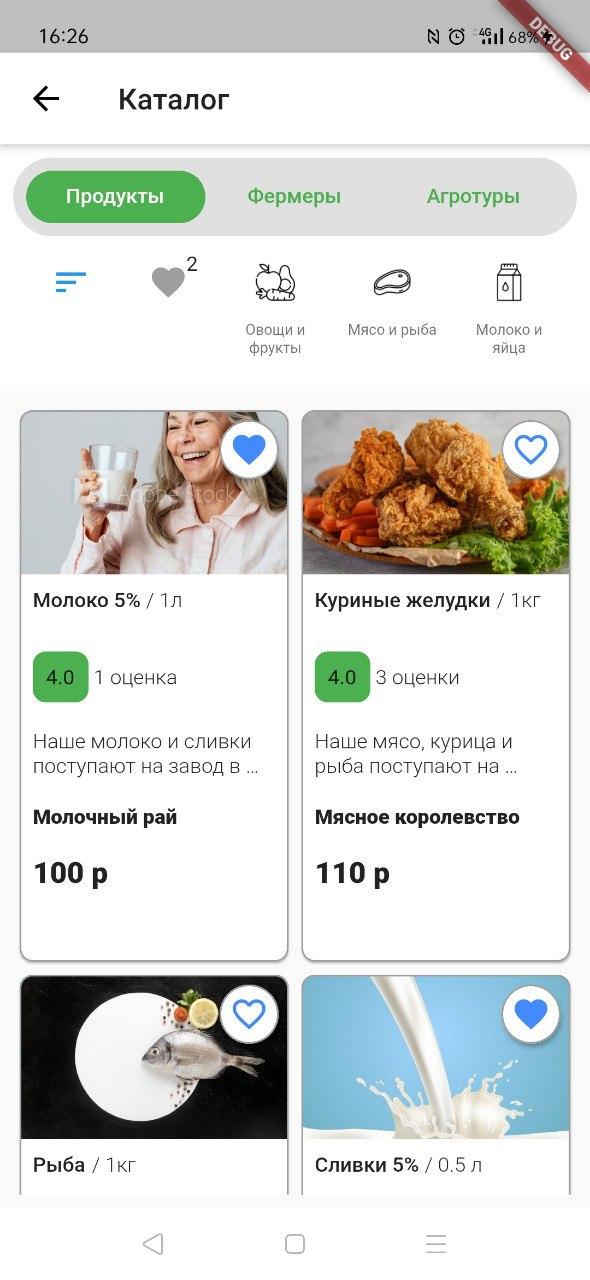 16:26
4G 68%
DEBUG
Каталог
Продукты Фермеры Агротуры
2
Овощи и
фрукты
Мясо и рыба
Молоко и
яйца
Adobe Stock
Молоко 5% / 1л
4.0 1 оценка
Наше молоко и сливки
поступают на завод в ...
Молочный рай
100 р
Куриные желудки / 1кг
4.0 3 оценки
Наше мясо, курица и
рыба поступают на ...
Мясное королевство
110 р
Рыба / 1кг
Сливки 5% / 0.5 л